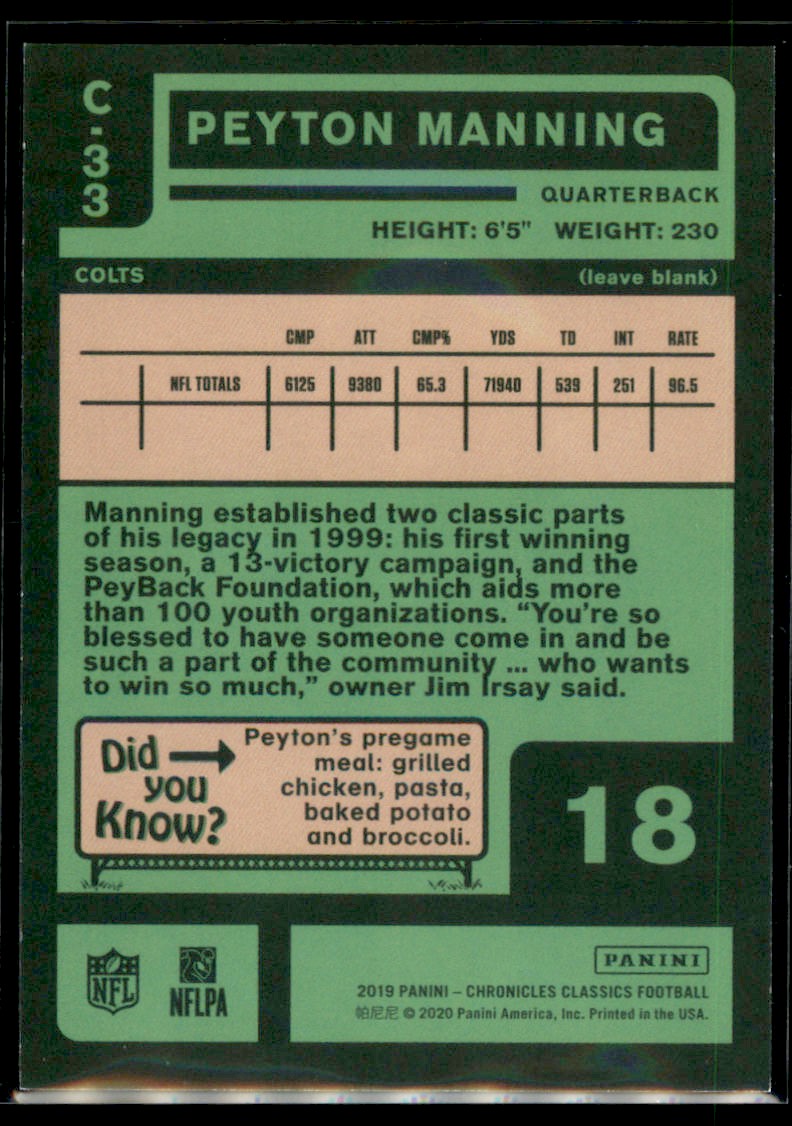 C-33
PEYTON MANNING
QUARTERBACK
HEIGHT: 6'5" WEIGHT: 230
COLTS (leave blank)
CMP ATT CMP% YDS TD INT RATE
NFL TOTALS 6125 9380 65.3 71940 539 251 96.5
Manning established two classic parts
of his legacy in 1999: his first winning
season, a 13-victory campaign, and the
PeyBack Foundation, which aids more
than 100 youth organizations. “You’re so
blessed to have someone come in and be
such a part of the community ... who wants
to win so much,” owner Jim Irsay said.
Did
you
Know?
Peyton’s pregame
meal: grilled
chicken, pasta,
baked potato
and broccoli.
18
NFL
NFLPA
PANINI
2019 PANINI – CHRONICLES CLASSICS FOOTBALL
帕尼尼 © 2020 Panini America, Inc. Printed in the USA.